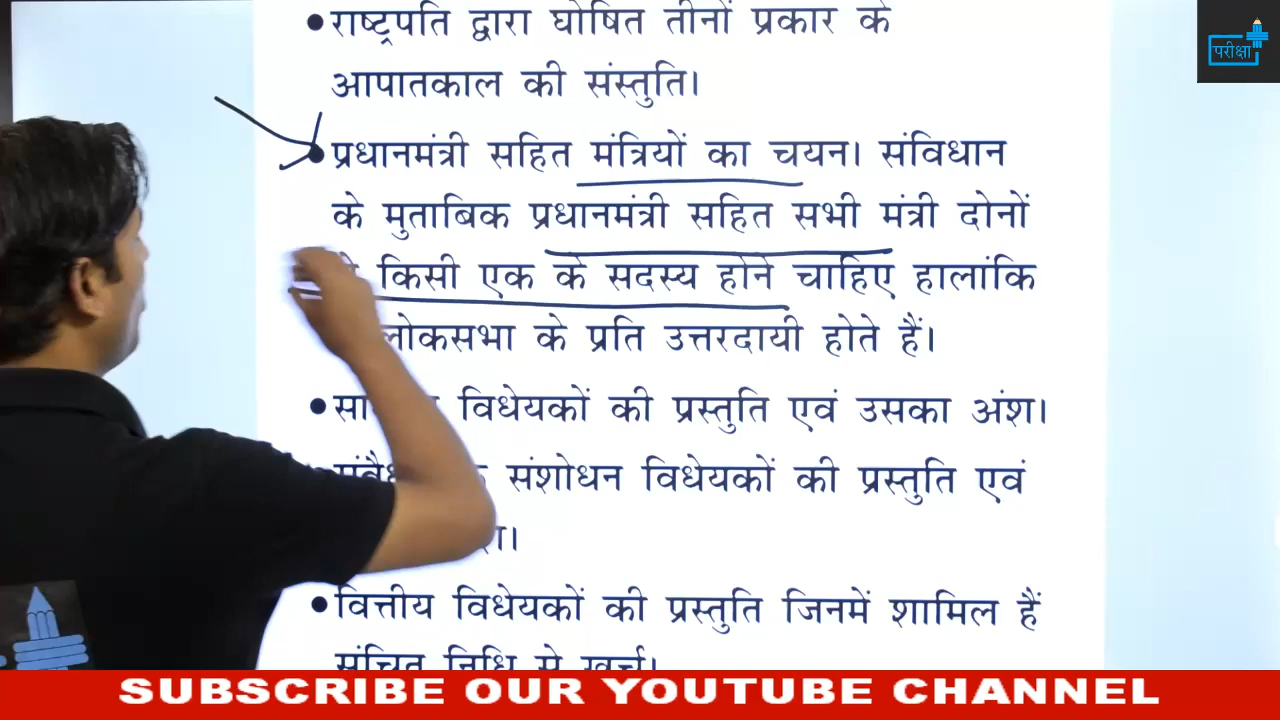 •राष्ट्रपति द्वारा घोषित तीनों प्रकार के
आपातकाल की संस्तुति।
•प्रधानमंत्री सहित मंत्रियों का चयन। संविधान
के मुताबिक प्रधानमंत्री सहित सभी मंत्री दोनों
किसी एक के सदस्य होने चाहिए हालांकि
लोकसभा के प्रति उत्तरदायी होते हैं।
• विधेयकों की प्रस्तुति एवं उसका अंश।
संशोधन विधेयकों की प्रस्तुति एवं
•वित्तीय विधेयकों की प्रस्तुति जिनमें शामिल हैं
संचित निधि से खर्च।
परीक्षा
SUBSCRIBE OUR YOUTUBE CHANNEL